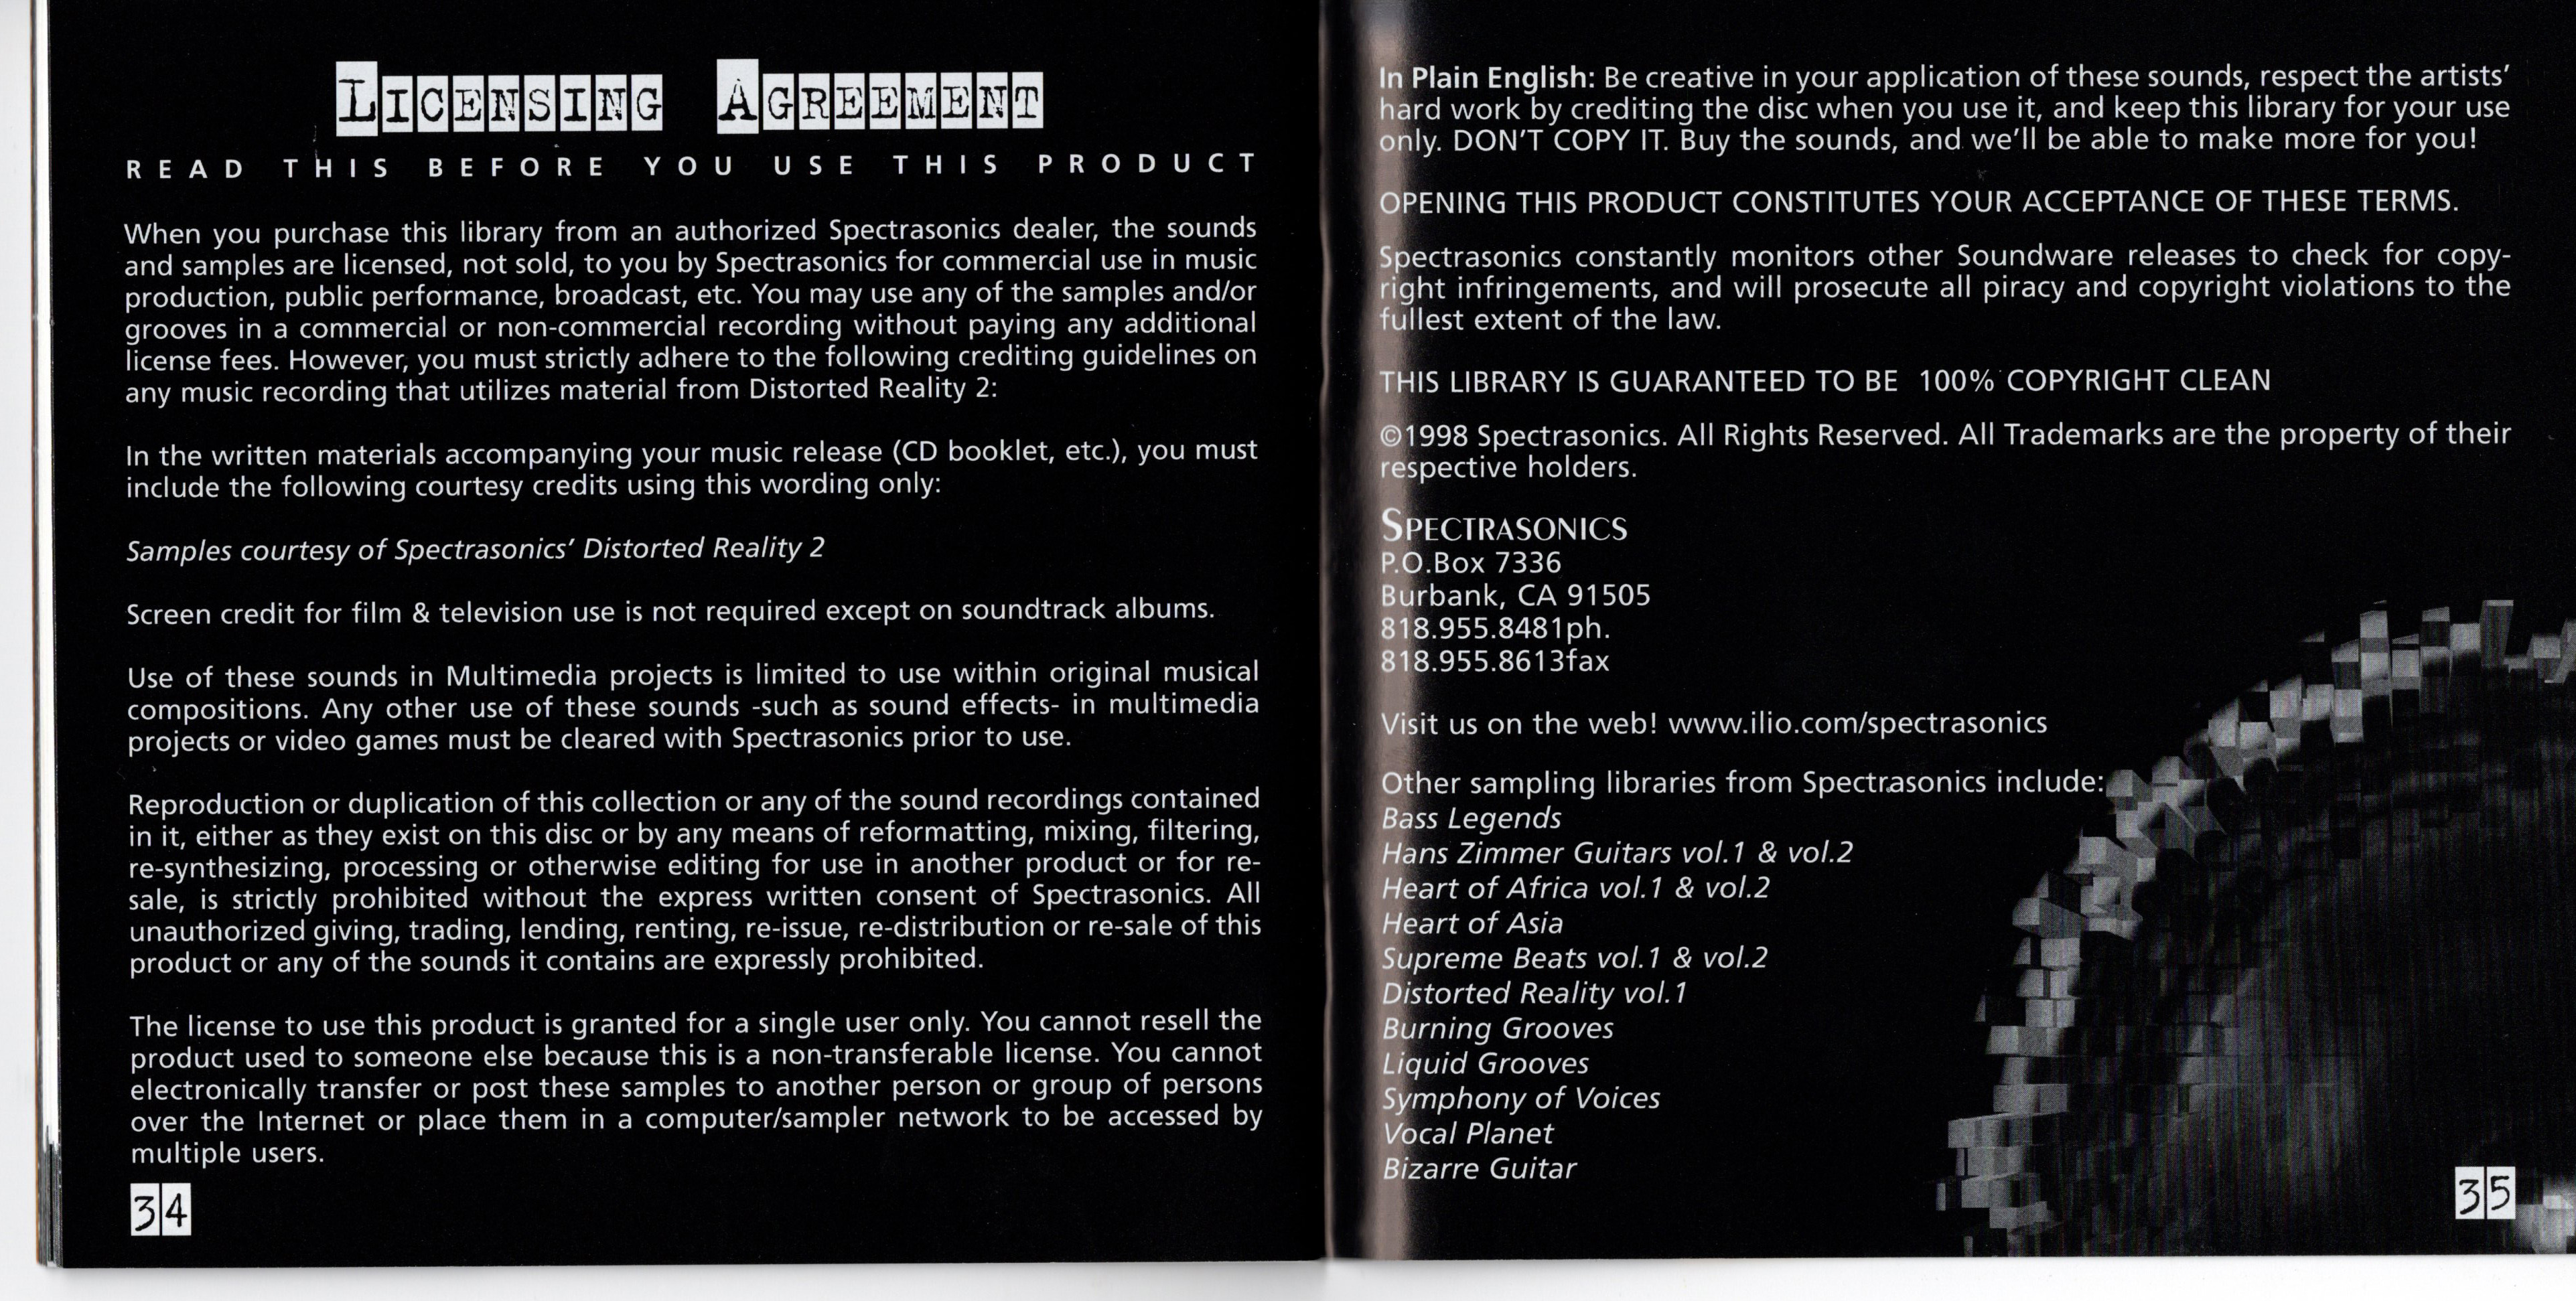 LICENSING AGREEMENT
READ THIS BEFORE YOU USE THIS PRODUCT
When you purchase this library from an authorized Spectrasonics dealer, the sounds
and samples are licensed, not sold, to you by Spectrasonics for commercial use in music
production, public performance, broadcast, etc. You may use any of the samples and/or
grooves in a commercial or non-commercial recording without paying any additional
license fees. However, you must strictly adhere to the following crediting guidelines on
any music recording that utilizes material from Distorted Reality 2:
In the written materials accompanying your music release (CD booklet, etc.), you must
include the following courtesy credits using this wording only:
Samples courtesy of Spectrasonics' Distorted Reality 2
Screen credit for film & television use is not required except on soundtrack albums.
Use of these sounds in Multimedia projects is limited to use within original musical
compositions. Any other use of these sounds -such as sound effects- in multimedia
projects or video games must be cleared with Spectrasonics prior to use.
Reproduction or duplication of this collection or any of the sound recordings contained
in it, either as they exist on this disc or by any means of reformatting, mixing, filtering,
re-synthesizing, processing or otherwise editing for use in another product or for re-
sale, is strictly prohibited without the express written consent of Spectrasonics. All
unauthorized giving, trading, lending, renting, re-issue, re-distribution or re-sale of this
product or any of the sounds it contains are expressly prohibited.
The license to use this product is granted for a single user only. You cannot resell the
product used to someone else because this is a non-transferable license. You cannot
electronically transfer or post these samples to another person or group of persons
over the Internet or place them in a computer/sampler network to be accessed by
multiple users.
34
In Plain English: Be creative in your application of these sounds, respect the artists'
hard work by crediting the disc when you use it, and keep this library for your use
only. DON'T COPY IT. Buy the sounds, and we'll be able to make more for you!
OPENING THIS PRODUCT CONSTITUTES YOUR ACCEPTANCE OF THESE TERMS.
Spectrasonics constantly monitors other Soundware releases to check for copy-
right infringements, and will prosecute all piracy and copyright violations to the
fullest extent of the law.
THIS LIBRARY IS GUARANTEED TO BE 100% COPYRIGHT CLEAN
©1998 Spectrasonics. All Rights Reserved. All Trademarks are the property of their
respective holders.
SPECTRASONICS
P.O.Box 7336
Burbank, CA 91505
818.955.8481ph.
818.955.8613fax
Visit us on the web! www.ilio.com/spectrasonics
Other sampling libraries from Spectrasonics include:
Bass Legends
Hans Zimmer Guitars vol.1 & vol.2
Heart of Africa vol.1 & vol.2
Heart of Asia
Supreme Beats vol.1 & vol.2
Distorted Reality vol.1
Burning Grooves
Liquid Grooves
Symphony of Voices
Vocal Planet
Bizarre Guitar
35